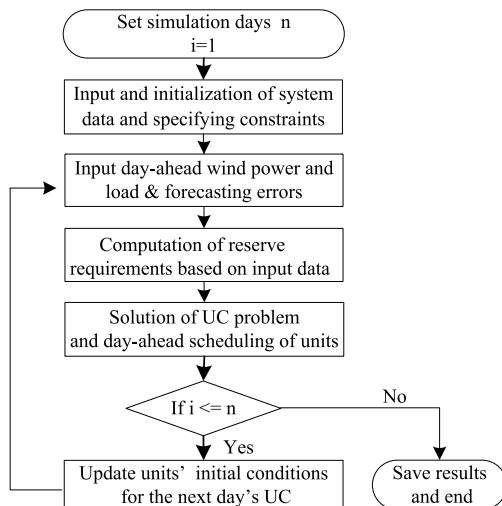 Set simulation days n
i=1
Input and initialization of system
data and specifying constraints
Input day-ahead wind power and
load & forecasting errors
Computation of reserve
requirements based on input data
Solution of UC problem
and day-ahead scheduling of units
If i <= n
No
Yes
Update units' initial conditions
for the next day's UC
Save results
and end